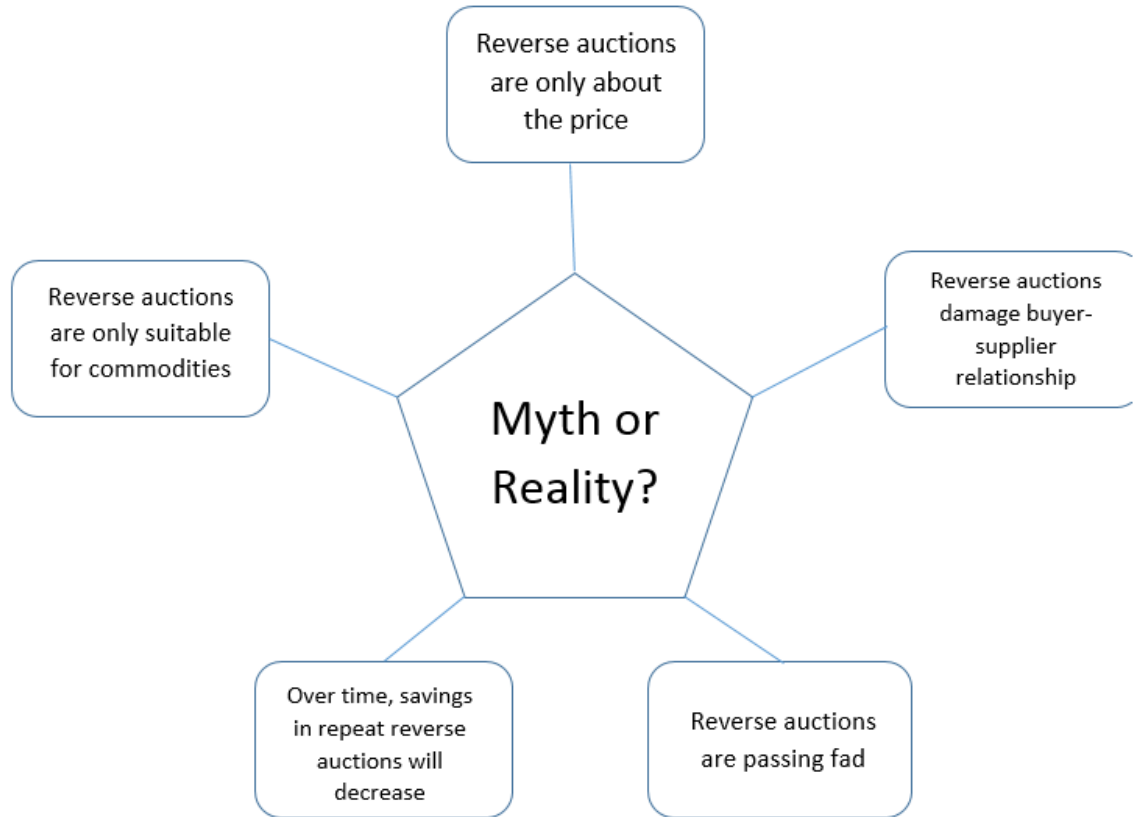 Reverse auctions
are only about
the price
Reverse auctions
are only suitable
for commodities
Reverse auctions
damage buyer-
supplier
relationship
Myth or
Reality?
Over time, savings
in repeat reverse
auctions will
decrease
Reverse auctions
are passing fad